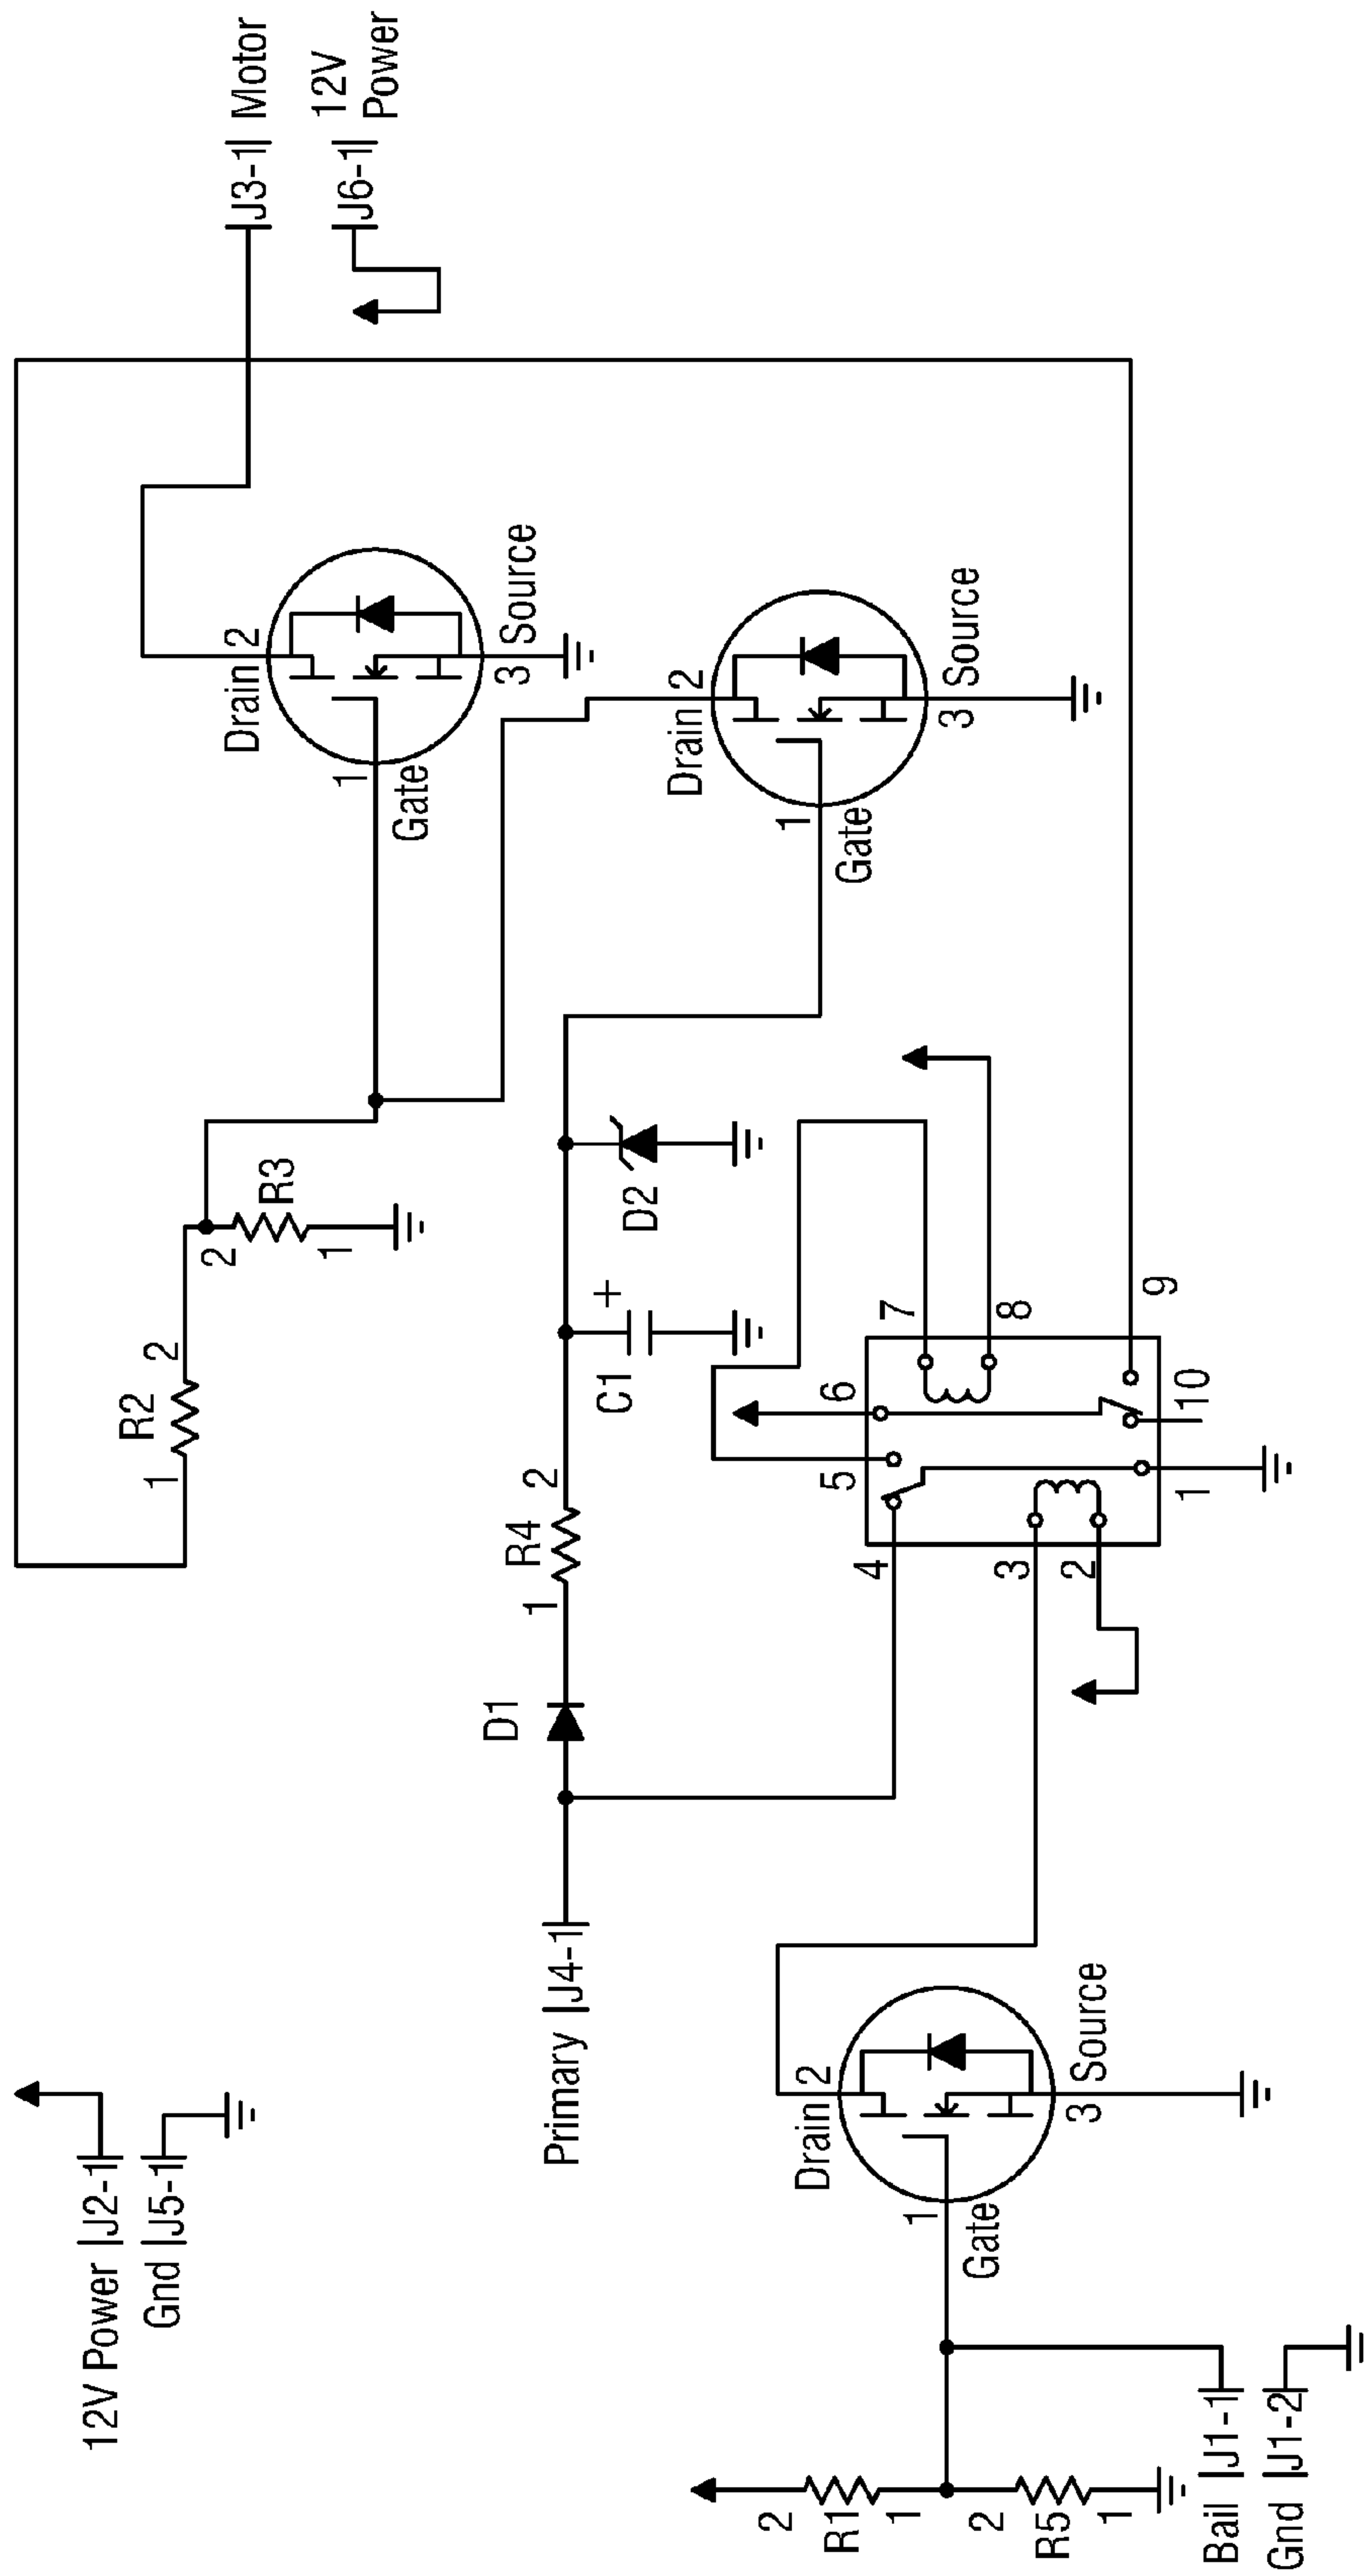 12V Power |J2-1|
Gnd |J5-1|
Primary |J4-1|
D1
1
R4
2
C1
+
D2
1
R2
2
2
R3
1
Drain
2
1
Gate
3
Source
|J3-1| Motor
|J6-1| 12V
Power
Drain
2
1
Gate
3
Source
4
5
6
7
3
8
2
1
10
9
Drain
2
1
Gate
3
Source
2
R1
1
2
R5
1
Bail |J1-1|
Gnd |J1-2|